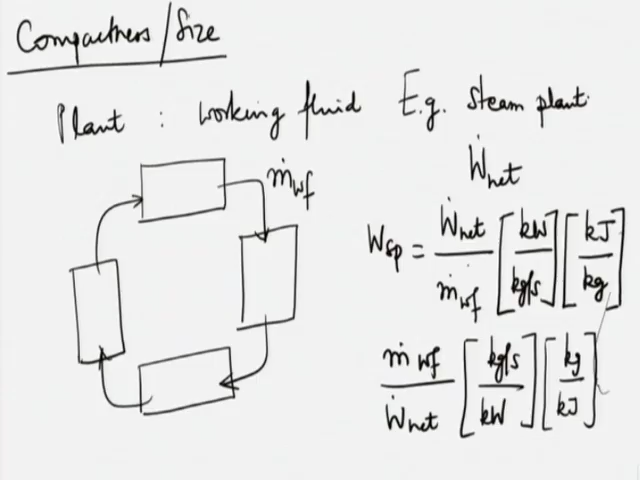 Compactness/Size
Plant : Working fluid E.g. Steam plant
Ẇnet
ṁwf
Wsp = Ẇnet/ṁwf [kW/kg/s] [kJ/kg]
ṁwf/Ẇnet [kg/s/kW] [kg/kJ]